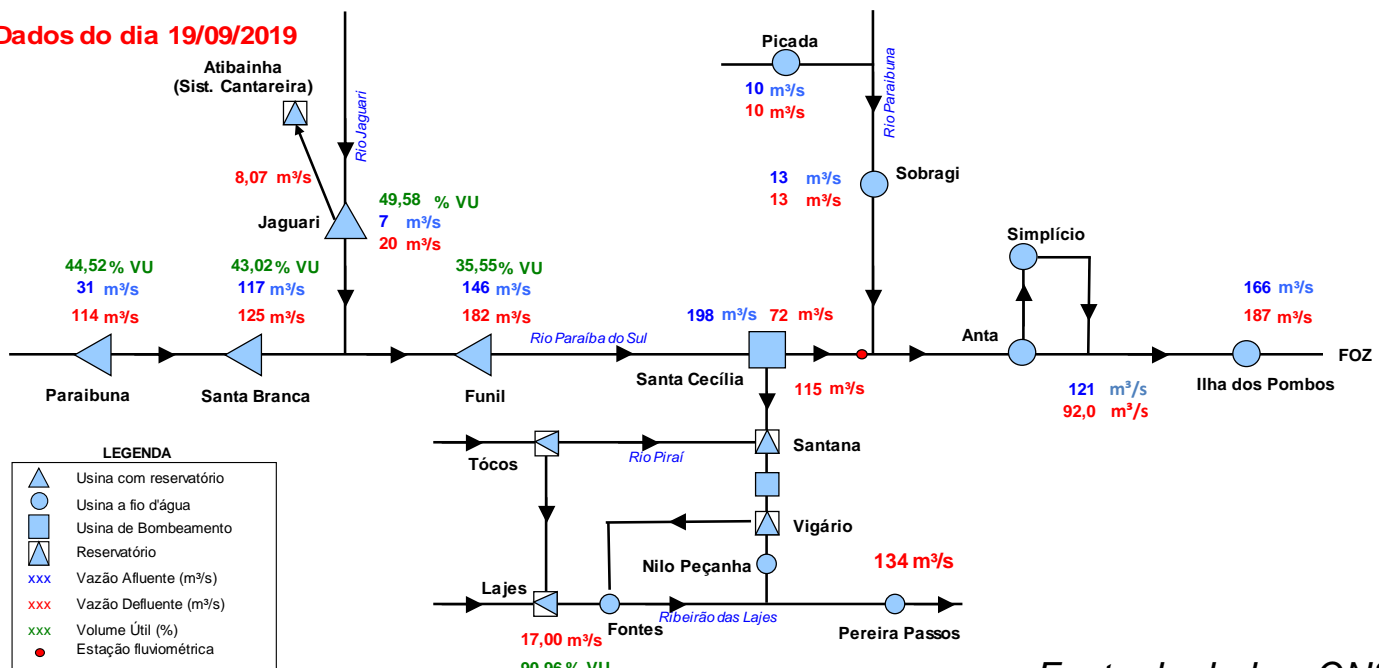 Dados do dia 19/09/2019
Atibainha
(Sist. Cantareira)
Rio Jaguari
8,07 m³/s
Jaguari
49,58 % VU
7 m³/s
20 m³/s
Picada
10 m³/s
10 m³/s
Rio Paraibuna
Sobragi
13 m³/s
13 m³/s
44,52 % VU
31 m³/s
114 m³/s
Paraibuna
43,02 % VU
117 m³/s
125 m³/s
Santa Branca
35,55 % VU
146 m³/s
182 m³/s
Funil
Rio Paraíba do Sul
198 m³/s 72 m³/s
Santa Cecília
115 m³/s
Simplício
Anta
121 m³/s
92,0 m³/s
166 m³/s
187 m³/s
Ilha dos Pombos
FOZ
Tócos
Rio Piraí
Santana
Vigário
Nilo Peçanha
134 m³/s
Lajes
Fontes
Ribeirão das Lajes
Pereira Passos
17,00 m³/s
LEGENDA
Usina com reservatório
Usina a fio d'água
Usina de Bombeamento
Reservatório
xxx Vazão Afluente (m³/s)
xxx Vazão Defluente (m³/s)
xxx Volume Útil (%)
Estação fluviométrica